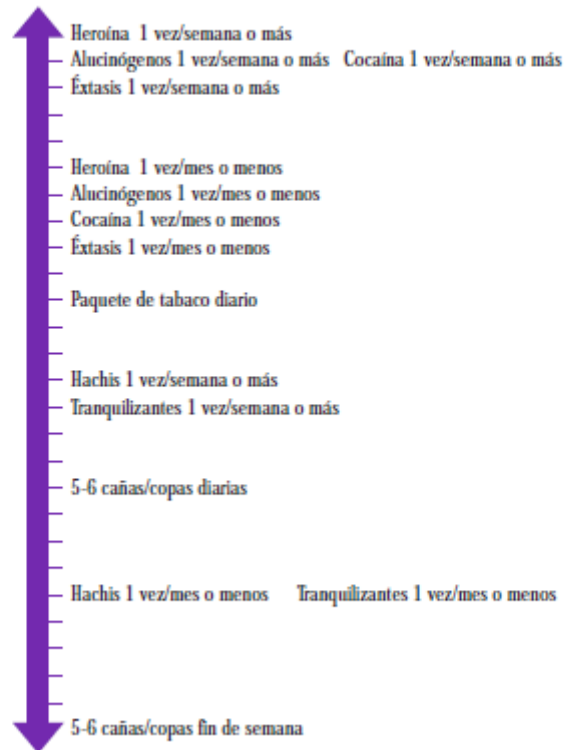 Heroína 1 vez/semana o más
Alucinógenos 1 vez/semana o más Cocaína 1 vez/semana o más
Éxtasis 1 vez/semana o más
Heroína 1 vez/mes o menos
Alucinógenos 1 vez/mes o menos
Cocaína 1 vez/mes o menos
Éxtasis 1 vez/mes o menos
Paquete de tabaco diario
Hachis 1 vez/semana o más
Tranquilizantes 1 vez/semana o más
5-6 cañas/copas diarias
Hachis 1 vez/mes o menos Tranquilizantes 1 vez/mes o menos
5-6 cañas/copas fin de semana